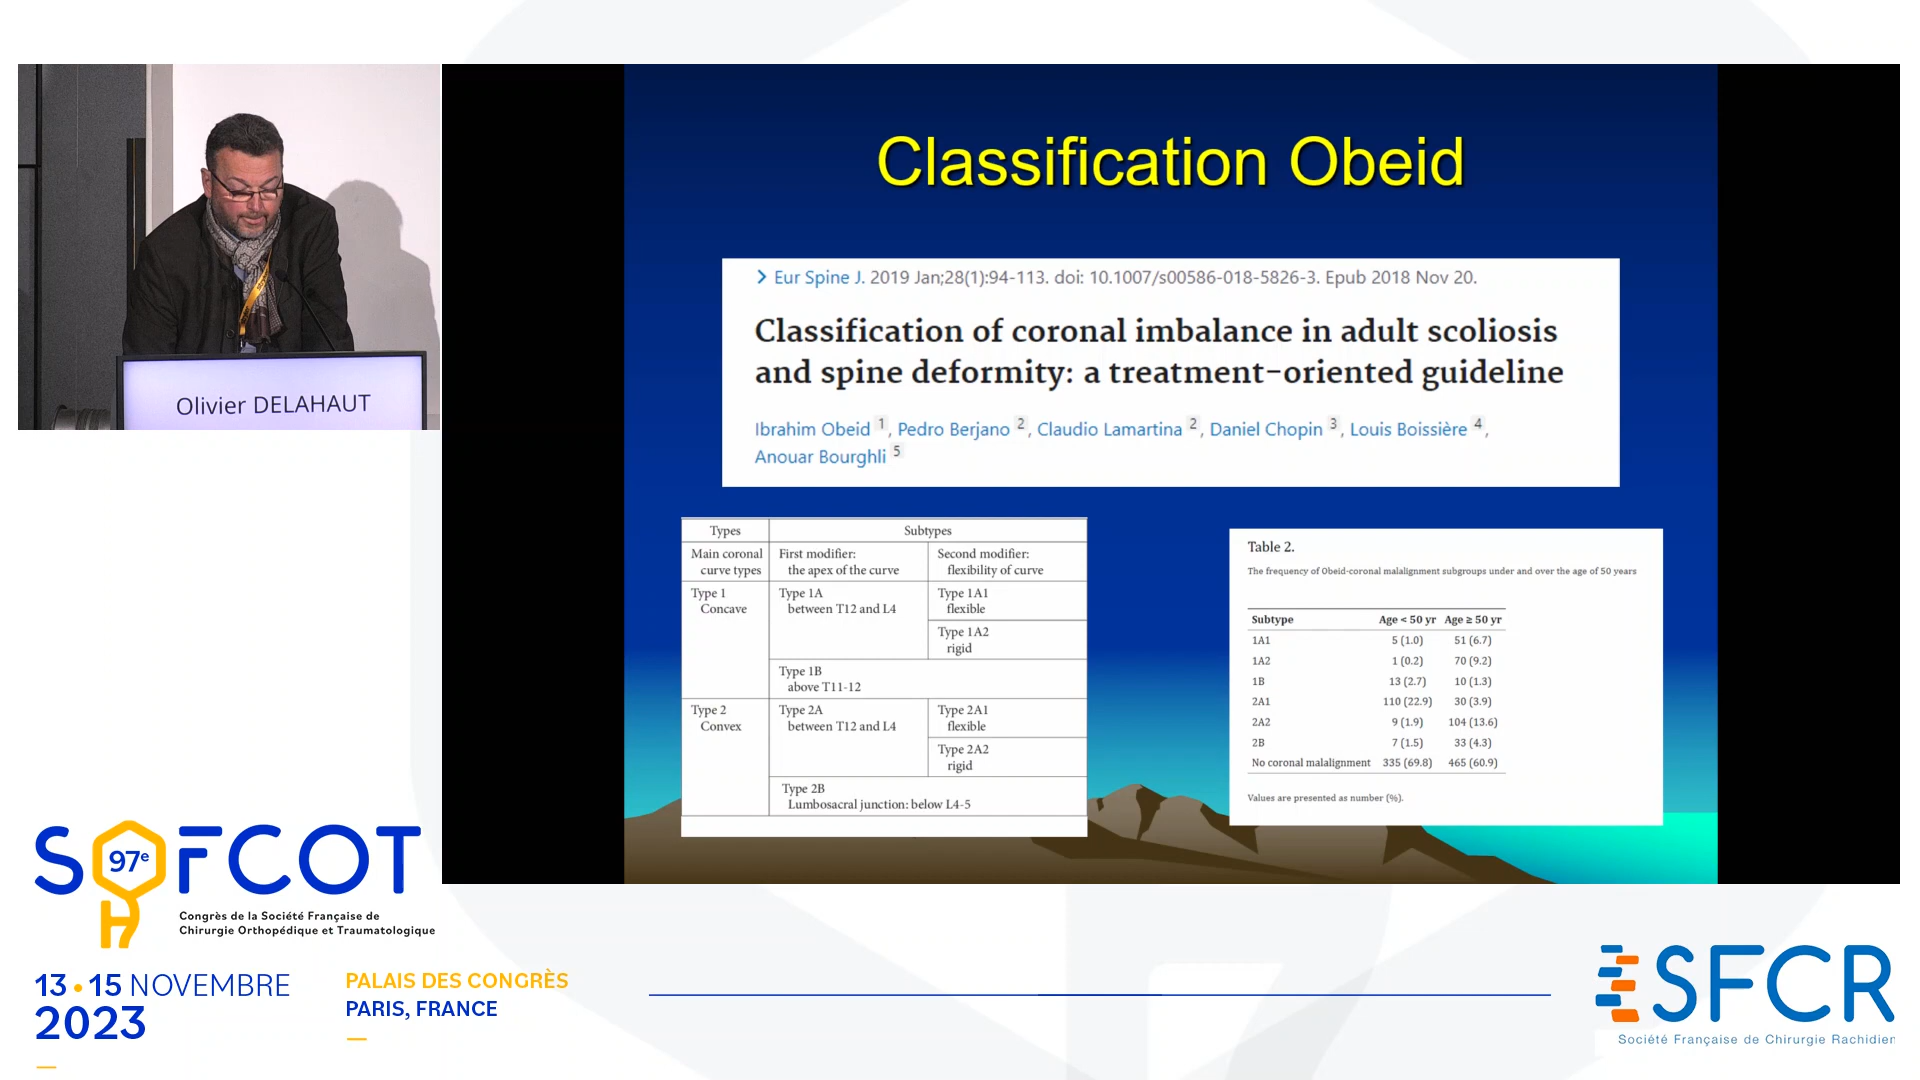 Olivier DELAHAUT
Classification Obeid
Eur Spine J. 2019 Jan;28(1):94-113. doi: 10.1007/s00586-018-5826-3. Epub 2018 Nov 20.
Classification of coronal imbalance in adult scoliosis
and spine deformity: a treatment-oriented guideline
Ibrahim Obeid 1, Pedro Berjano 2, Claudio Lamartina 2, Daniel Chopin 3, Louis Boissière 4,
Anouar Bourghli 5
Types Subtypes
Main coronal First modifier: Second modifier:
curve types the apex of the curve flexibility of curve
Type 1 Type 1A Type 1A1
Concave between T12 and L4 flexible
Type 1A2
rigid
Type 1B
above T11-12
Type 2 Type 2A Type 2A1
Convex between T12 and L4 flexible
Type 2A2
rigid
Type 2B
Lumbosacral junction: below L4-5
Table 2.
The frequency of Obeid-coronal malalignment subgroups under and over the age of 50 years
Subtype Age < 50 yr Age ≥ 50 yr
1A1 5 (1.0) 51 (6.7)
1A2 1 (0.2) 70 (9.2)
1B 13 (2.7) 10 (1.3)
2A1 110 (22.9) 30 (3.9)
2A2 9 (1.9) 104 (13.6)
2B 7 (1.5) 33 (4.3)
No coronal malalignment 335 (69.8) 465 (60.9)
Values are presented as number (%).
SOFCOT
97e
Congrès de la Société Française de
Chirurgie Orthopédique et Traumatologique
13 • 15 NOVEMBRE
2023
PALAIS DES CONGRÈS
PARIS, FRANCE
SFCR
Société Française de Chirurgie Rachidien